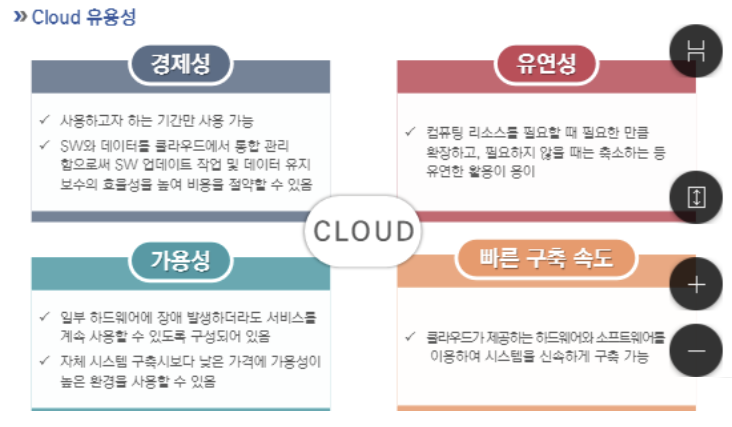 » Cloud 유용성
경제성
✓ 사용하고자 하는 기간만 사용 가능
✓ SW와 데이터를 클라우드에서 통합 관리
함으로써 SW 업데이트 작업 및 데이터 유지
보수의 효율성을 높여 비용을 절약할 수 있음
유연성
✓ 컴퓨팅 리소스를 필요할 때 필요한 만큼
확장하고, 필요하지 않을 때는 축소하는 등
유연한 활용이 용이
CLOUD
가용성
✓ 일부 하드웨어에 장애 발생하더라도 서비스를
계속 사용할 수 있도록 구성되어 있음
✓ 자체 시스템 구축시보다 낮은 가격에 가용성이
높은 환경을 사용할 수 있음
빠른 구축 속도
✓ 클라우드가 제공하는 하드웨어와 소프트웨어를
이용하여 시스템을 신속하게 구축 가능